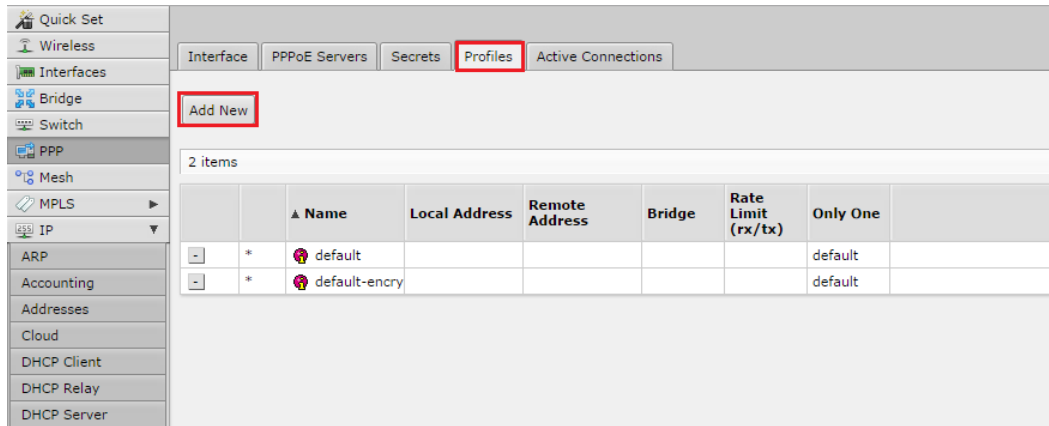 Quick Set
Wireless
Interfaces
Bridge
Switch
PPP
Mesh
MPLS
IP
ARP
Accounting
Addresses
Cloud
DHCP Client
DHCP Relay
DHCP Server
Interface PPPoE Servers Secrets Profiles Active Connections
Add New
2 items
▲ Name Local Address Remote Address Bridge Rate Limit (rx/tx) Only One
- * default default
- * default-encry default